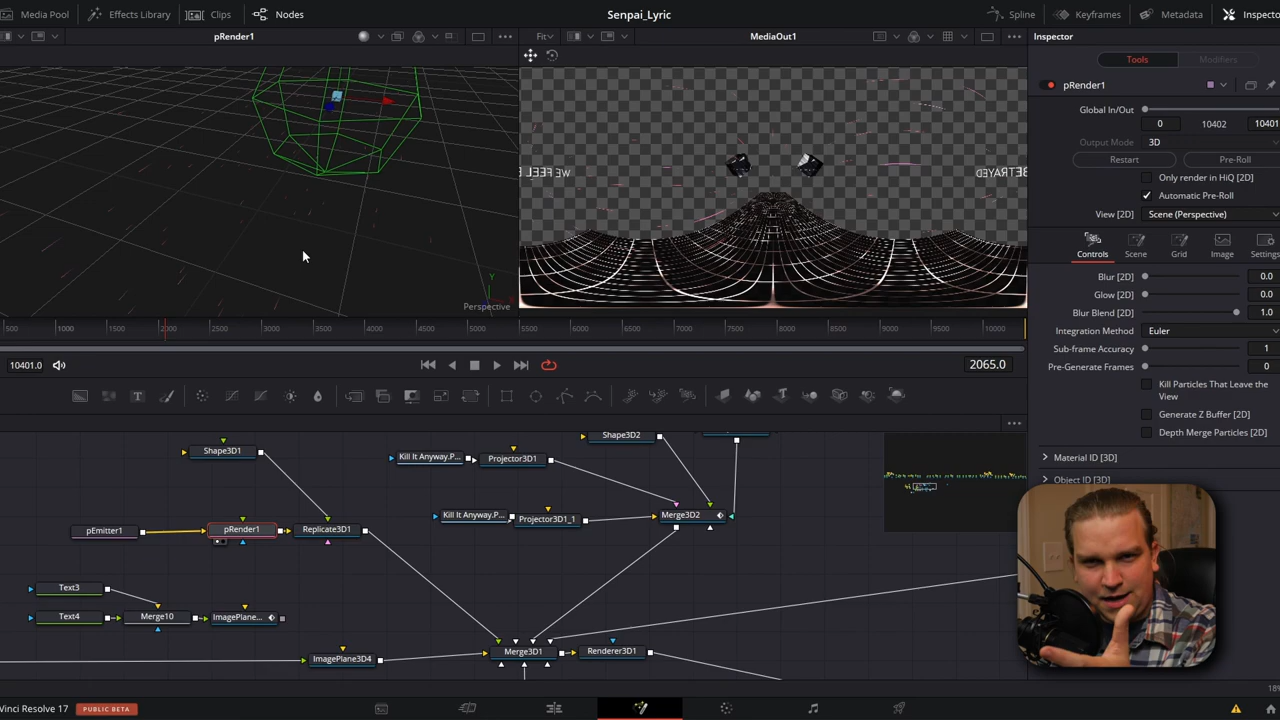 Media Pool
Effects Library
Clips
Nodes
Senpai_Lyric
Spline
Keyframes
Metadata
Inspecto
pRender1
Fit
MediaOut1
Inspector
Tools
Modifiers
pRender1
Global In/Out
0
10402
10401
Output Mode
3D
Restart
Pre-Roll
Only render in HiQ [2D]
Automatic Pre-Roll
View [2D]
Scene (Perspective)
Controls
Scene
Grid
Image
Settings
Blur [2D]
0.0
Glow [2D]
0.0
Blur Blend [2D]
1.0
Integration Method
Euler
Sub-frame Accuracy
1
Pre-Generate Frames
0
Kill Particles That Leave the
View
Generate Z Buffer [2D]
Depth Merge Particles [2D]
Material ID [3D]
Object ID [3D]
WE FEEL
BETRAYED
Y
Perspective
500
1000
1500
2000
2500
3000
3500
4000
4500
5000
5500
6000
6500
7000
7500
8000
8500
9000
9500
10000
10401.0
2065.0
Shape3D1
Kill It Anyway.P...
Projector3D1
Shape3D2
pEmitter1
pRender1
Replicate3D1
Kill It Anyway.P...
Projector3D1_1
Merge3D2
Text3
Text4
Merge10
ImagePlane...
ImagePlane3D4
Merge3D1
Renderer3D1
Vinci Resolve 17
PUBLIC BETA
18%